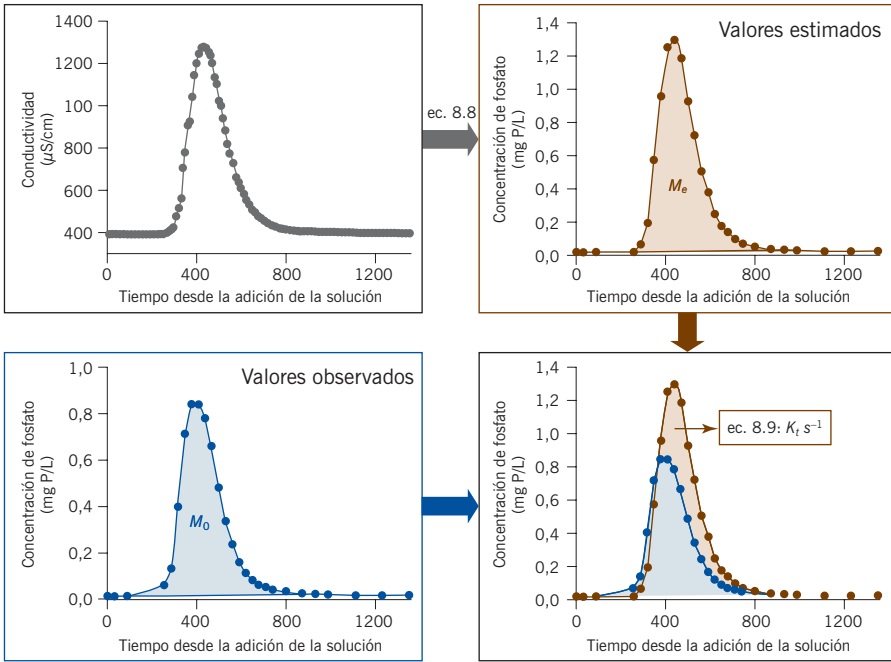 Conductividad
(µS/cm)
1400
1200
100
800
600
400
0
400
800
1200
Tiempo desde la adición de la solución
ec. 8.8
Valores estimados
Concentración de fosfato
(mg P/L)
1,4
1,2
1,0
0,8
0,6
0,4
0,2
0,0
Me
0
400
800
1200
Tiempo desde la adición de la solución
Valores observados
Concentración de fosfato
(mg P/L)
1,0
0,8
0,6
0,4
0,2
0,0
M0
0
400
800
1200
Tiempo desde la adición de la solución
Concentración de fosfato
(mg P/L)
1,4
1,2
1,0
0,8
0,6
0,4
0,2
0,0
ec. 8.9: Kt s⁻¹
0
400
800
1200
Tiempo desde la adición de la solución